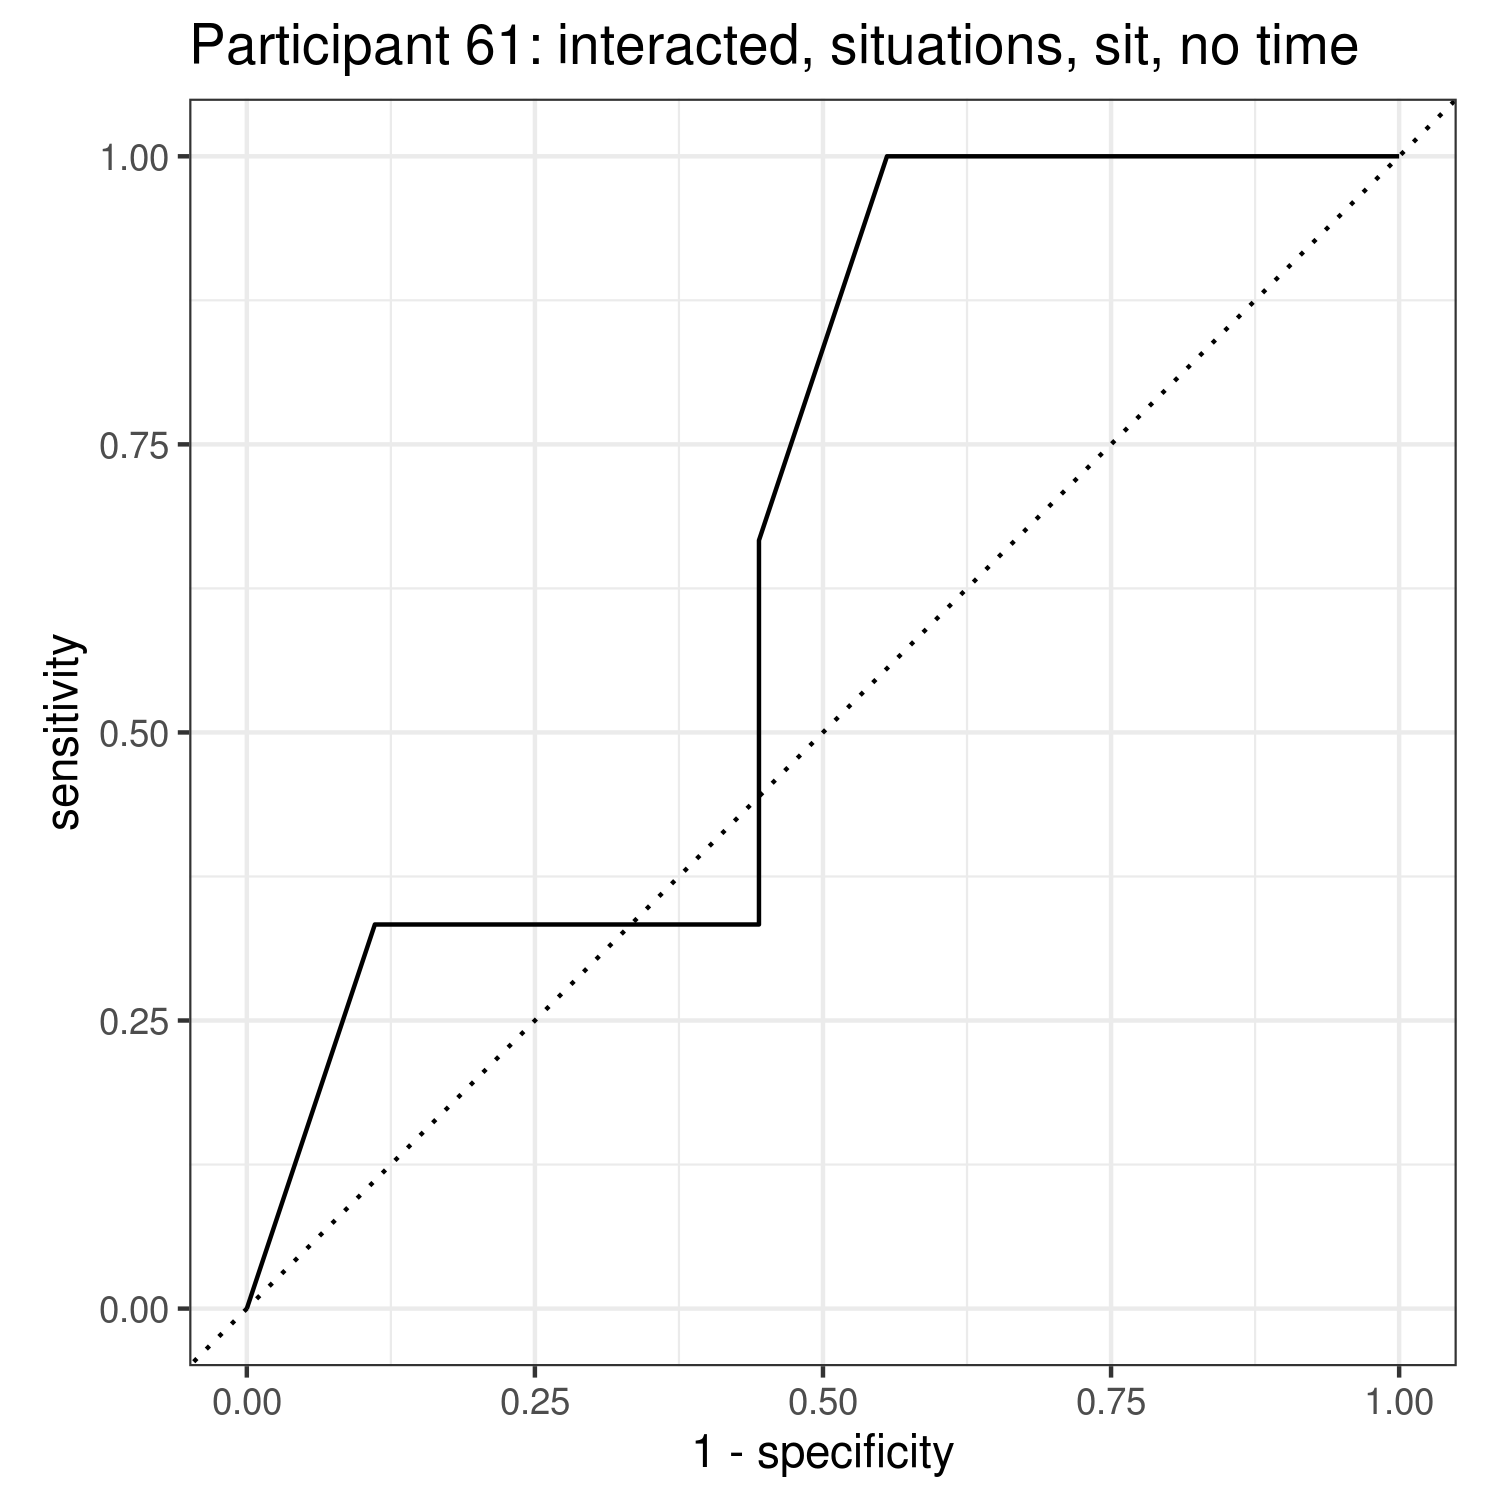 Participant 61: interacted, situations, sit, no time
1.00
0.75
0.50
0.25
0.00
sensitivity
0.00 0.25 0.50 0.75 1.00
1 - specificity